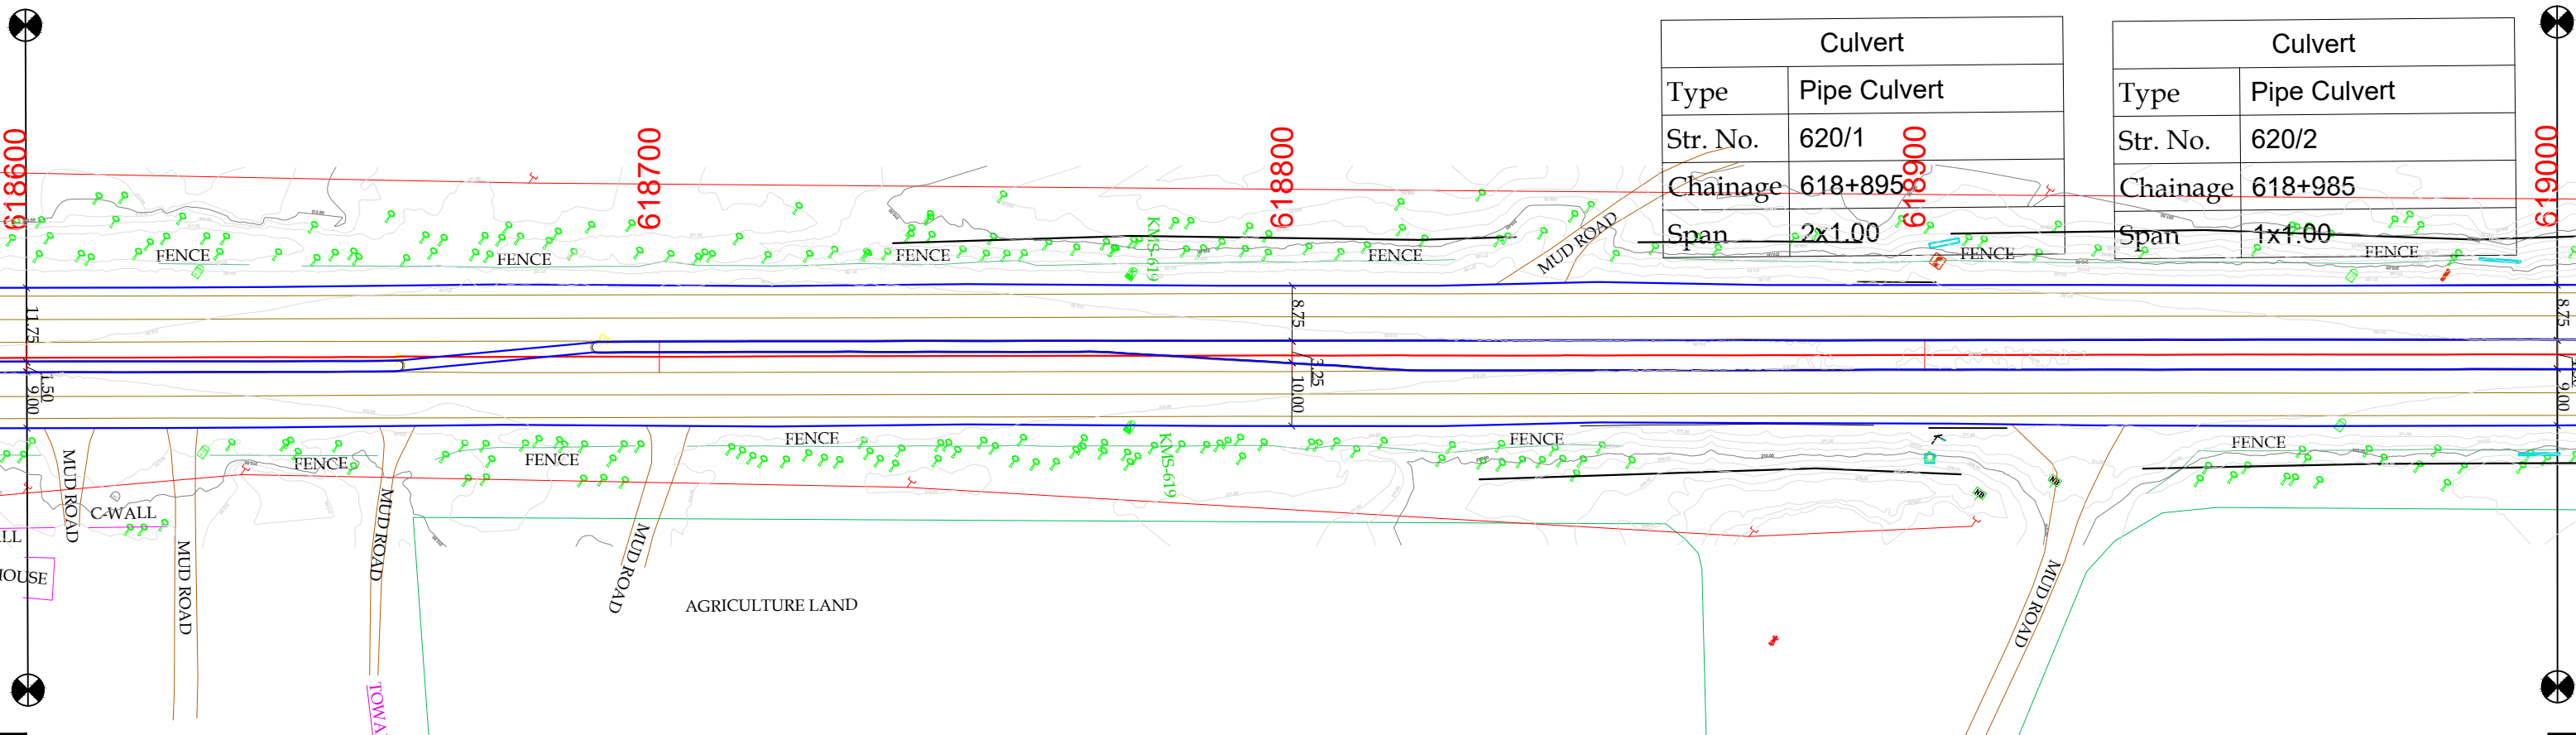 Culvert
Type Pipe Culvert
Str. No. 620/1
Chainage 618+895
Span 2x1.00
Culvert
Type Pipe Culvert
Str. No. 620/2
Chainage 618+985
Span 1x1.00
618600
618700
618800
618900
619000
FENCE
FENCE
FENCE
KMS-619
FENCE
MUD ROAD
FENCE
FENCE
11.75
1.50
9.00
8.75
3.25
10.00
8.75
9.00
MUD ROAD
C-WALL
MUD ROAD
FENCE
MUD ROAD
FENCE
MUD ROAD
FENCE
KMS-619
FENCE
FENCE
MUD ROAD
AGRICULTURE LAND
LL
HOUSE
TOWA